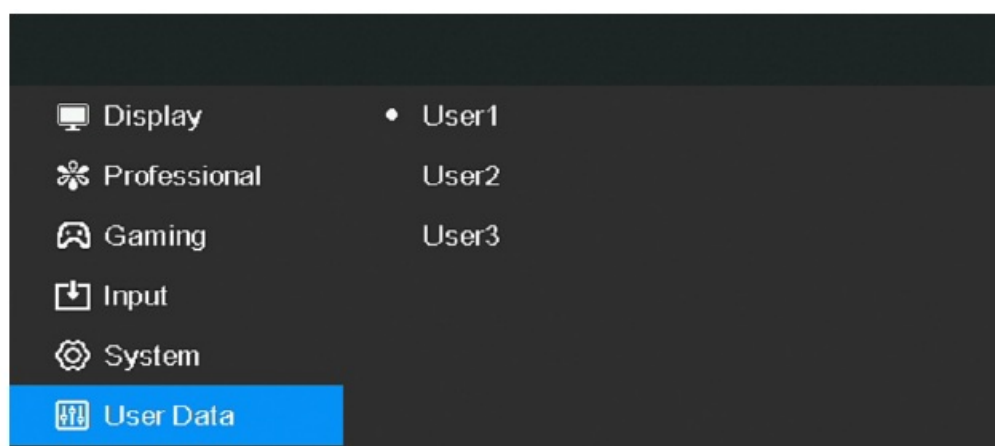 Display
Professional
Gaming
Input
System
User Data
User1
User2
User3